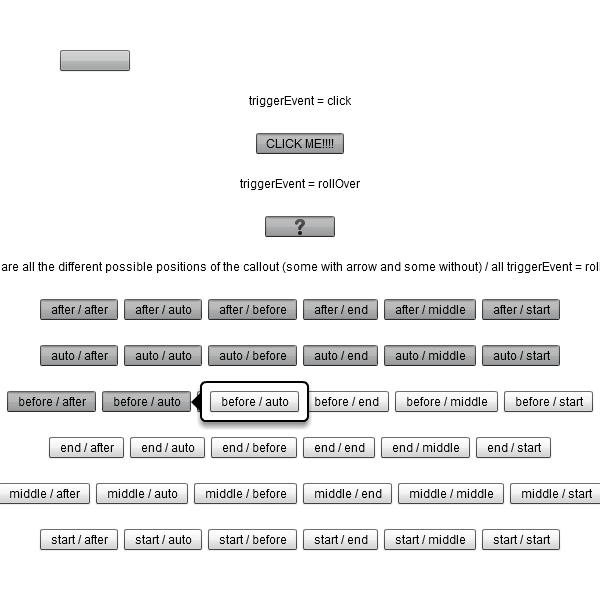 triggerEvent = click
CLICK ME!!!!
triggerEvent = rollOver
?
are all the different possible positions of the callout (some with arrow and some without) / all triggerEvent = roll
after / after after / auto after / before after / end after / middle after / start
auto / after auto / auto auto / before auto / end auto / middle auto / start
before / after before / auto before / auto before / end before / middle before / start
end / after end / auto end / before end / end end / middle end / start
middle / after middle / auto middle / before middle / end middle / middle middle / start
start / after start / auto start / before start / end start / middle start / start